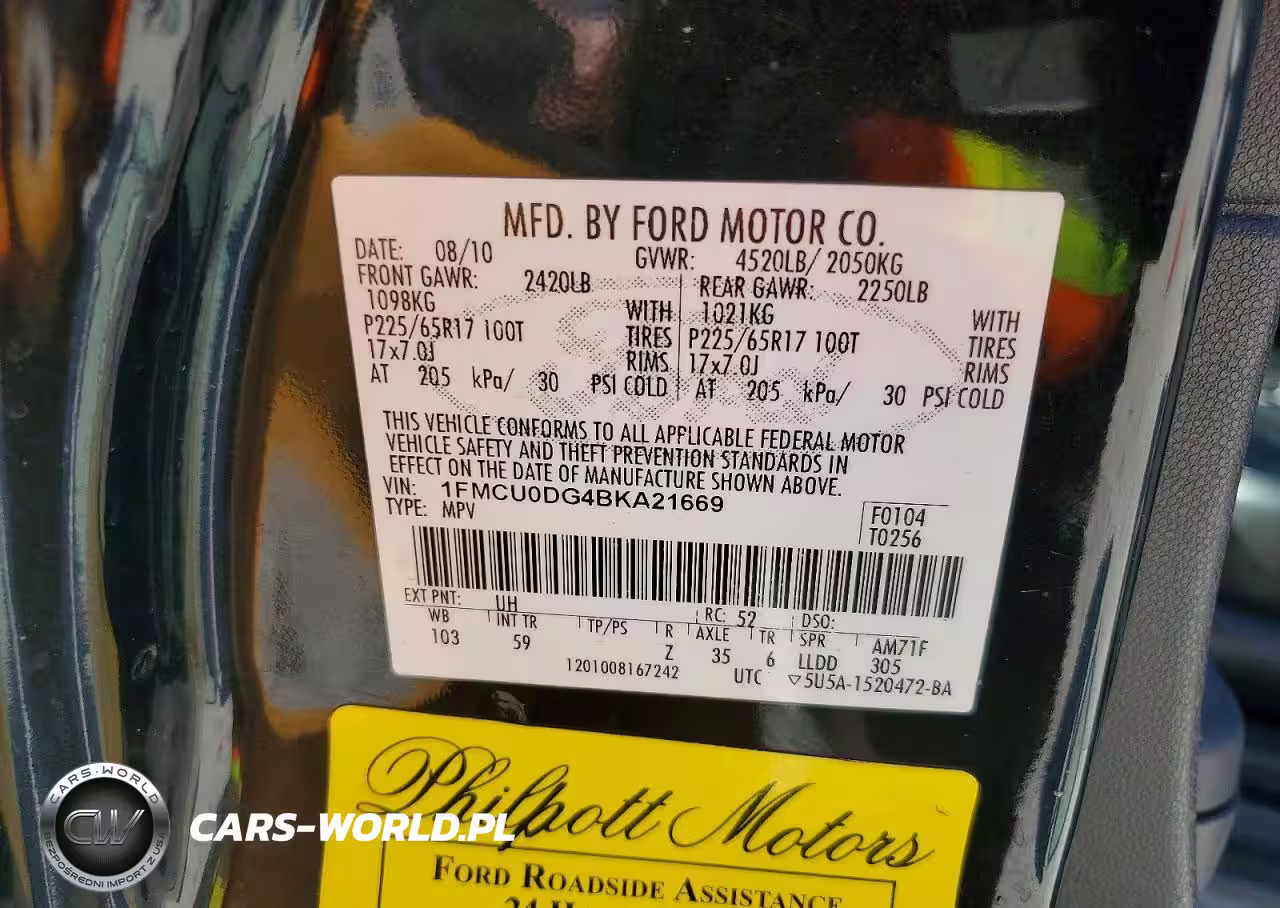 MFD. BY FORD MOTOR CO.
DATE: 08/10 GVWR: 4520LB/ 2050KG
FRONT GAWR: 2420LB REAR GAWR: 2250LB
1098KG WITH 1021KG WITH
P225/65R17 100T TIRES P225/65R17 100T TIRES
17x7.0J RIMS 17x7.0J RIMS
AT 205 kPa/ 30 PSI COLD AT 205 kPa/ 30 PSI COLD
THIS VEHICLE CONFORMS TO ALL APPLICABLE FEDERAL MOTOR
VEHICLE SAFETY AND THEFT PREVENTION STANDARDS IN
EFFECT ON THE DATE OF MANUFACTURE SHOWN ABOVE.
VIN: 1FMCU0DG4BKA21669
TYPE: MPV
F0104
T0256
EXT PNT: UH RC: 52 DSO:
WB INT TR TP/PS R AXLE TR SPR AM71F
103 59 Z 35 6 LLDD 305
1201008167242 UTC ▽5U5A-1520472-BA
Philpott Motors
FORD ROADSIDE ASSISTANCE
24 H
CARS-WORLD
CW
BEZPOŚREDNI IMPORT Z USA
CARS-WORLD.PL